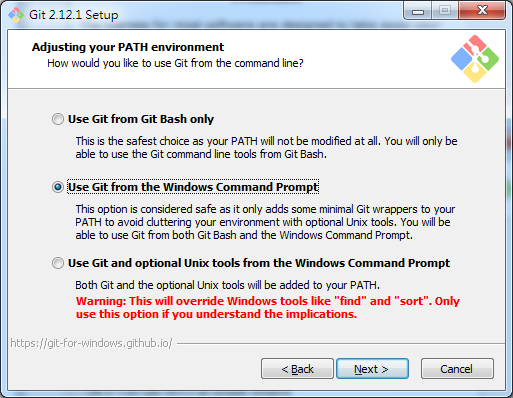 Git 2.12.1 Setup
Adjusting your PATH environment
How would you like to use Git from the command line?
Use Git from Git Bash only
This is the safest choice as your PATH will not be modified at all. You will only be
able to use the Git command line tools from Git Bash.
Use Git from the Windows Command Prompt
This option is considered safe as it only adds some minimal Git wrappers to your
PATH to avoid cluttering your environment with optional Unix tools. You will be
able to use Git from both Git Bash and the Windows Command Prompt.
Use Git and optional Unix tools from the Windows Command Prompt
Both Git and the optional Unix tools will be added to your PATH.
Warning: This will override Windows tools like "find" and "sort". Only
use this option if you understand the implications.
https://git-for-windows.github.io/
< Back
Next >
Cancel